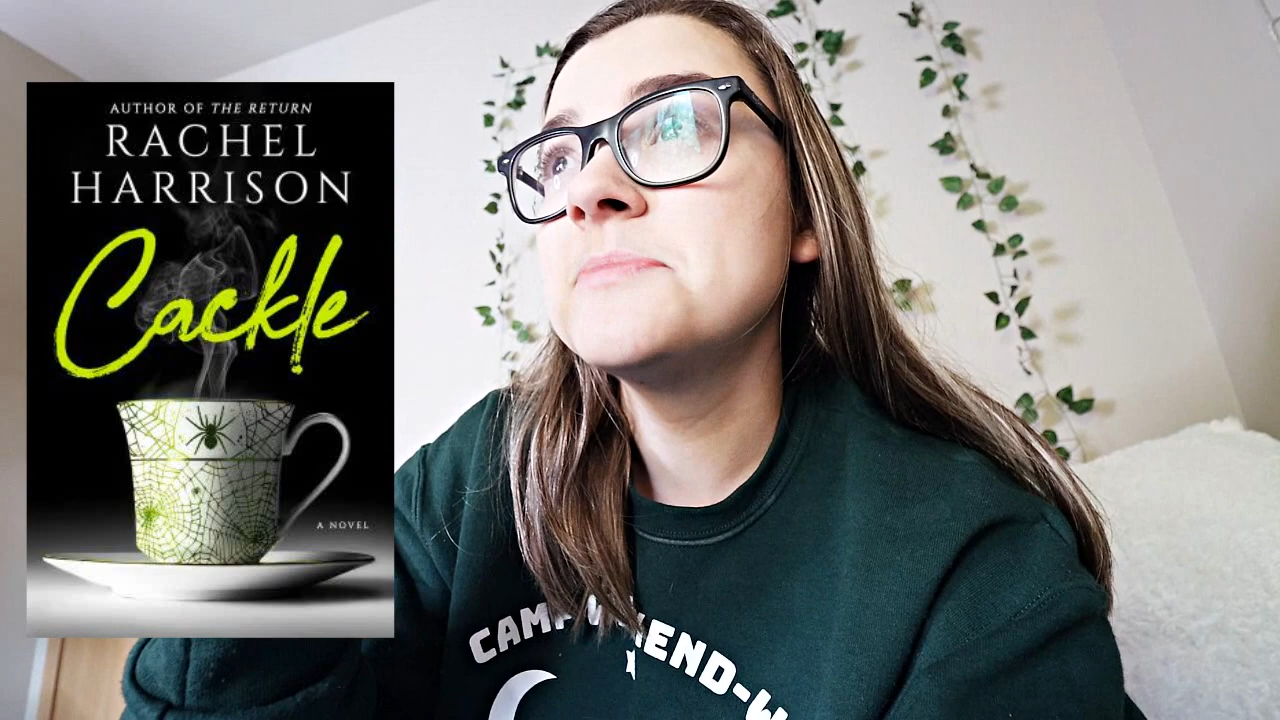 AUTHOR OF THE RETURN
RACHEL
HARRISON
Cackle
A NOVEL